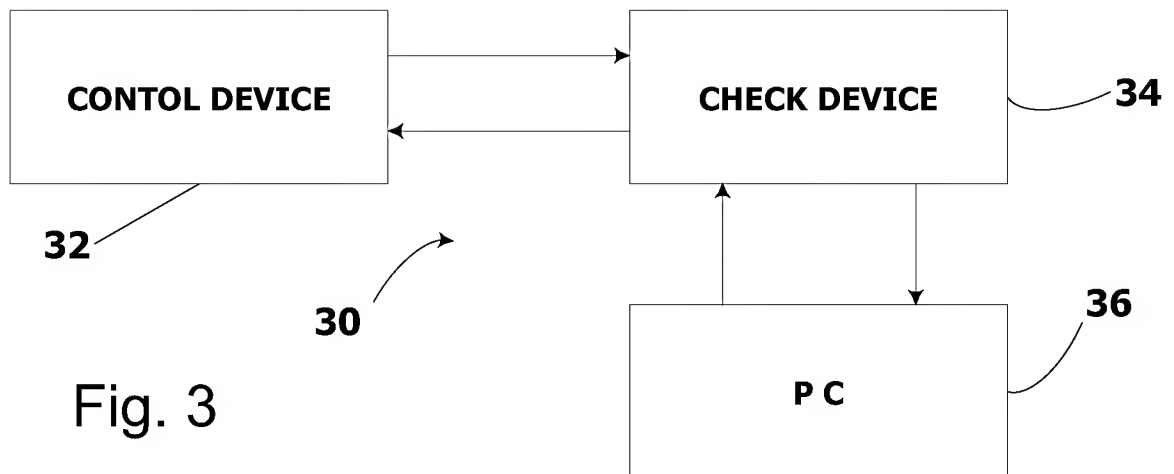 CONTOL DEVICE
CHECK DEVICE
34
32
30
36
P C
Fig. 3